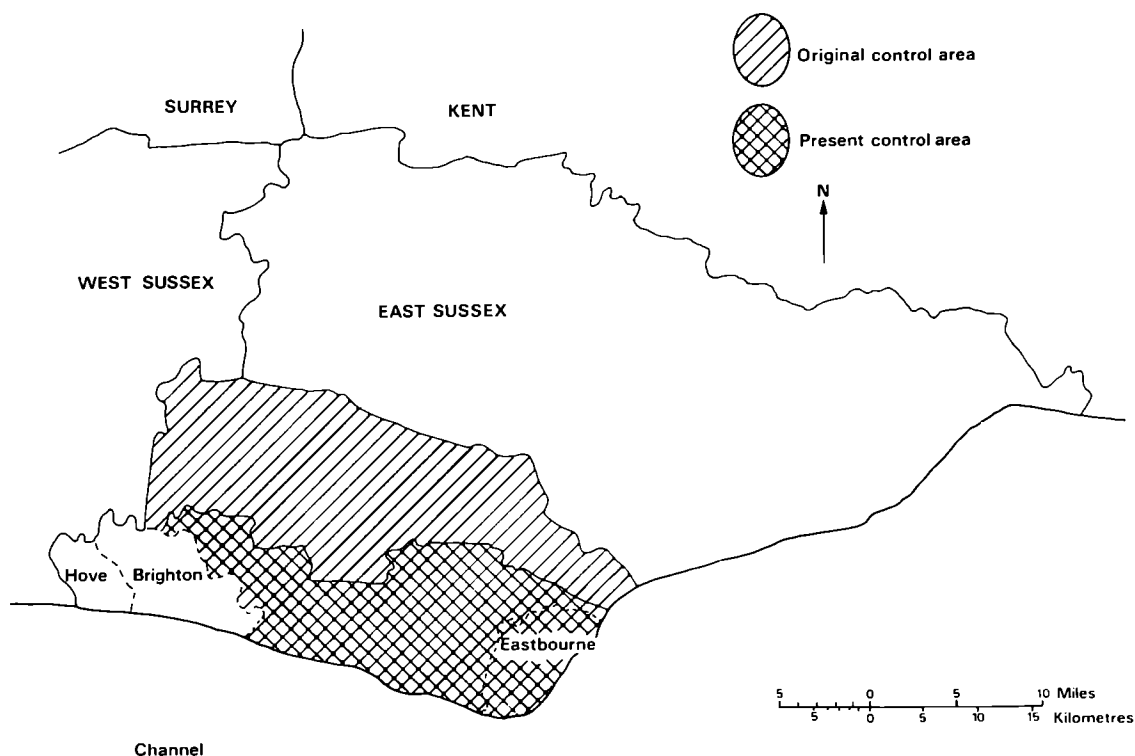 Original control area
SURREY
KENT
Present control area
N
WEST SUSSEX
EAST SUSSEX
Hove
Brighton
Eastbourne
5 0 5 10 Miles
5 0 5 10 15 Kilometres
Channel